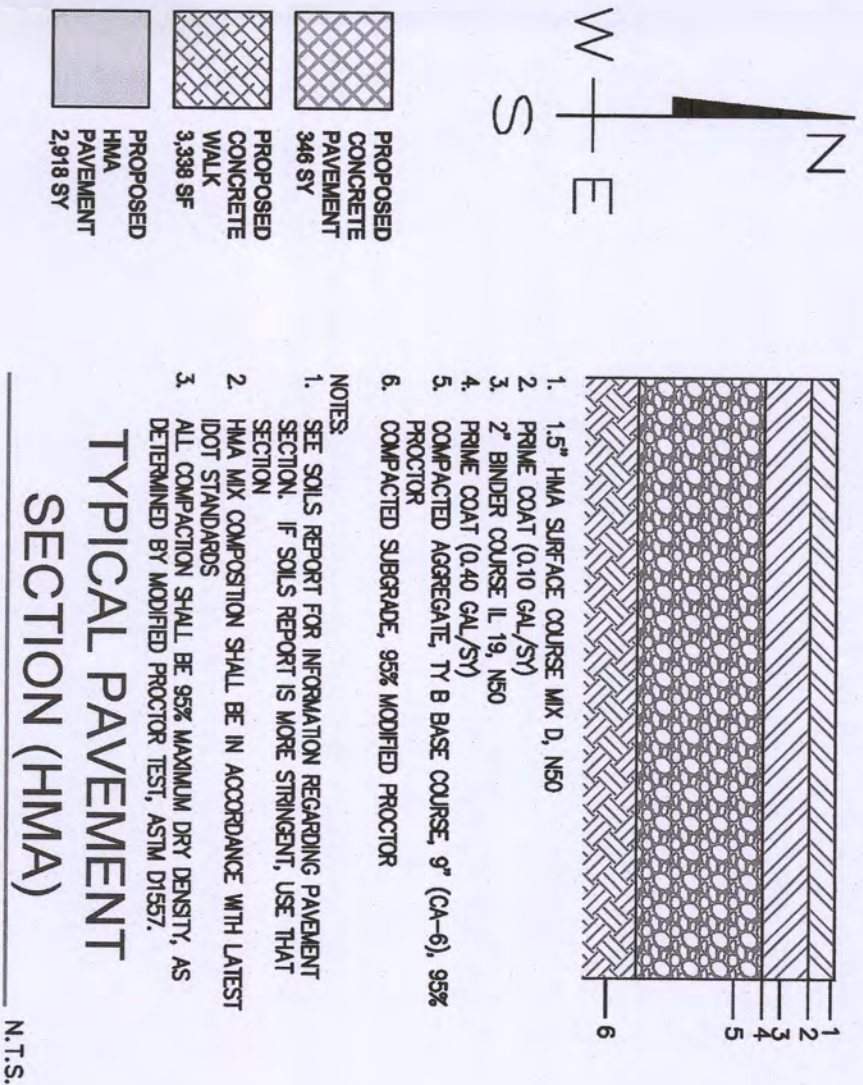 N
W
E
S
PROPOSED
CONCRETE
PAVEMENT
346 SY
PROPOSED
CONCRETE
WALK
3,338 SF
PROPOSED
HMA
PAVEMENT
2,918 SY
1
2
3
4
5
6
1. 1.5" HMA SURFACE COURSE MIX D, N50
2. PRIME COAT (0.10 GAL/SY)
3. 2" BINDER COURSE IL 19, N50
4. PRIME COAT (0.40 GAL/SY)
5. COMPACTED AGGREGATE, TY B BASE COURSE, 9" (CA-6), 95%
PROCTOR
6. COMPACTED SUBGRADE, 95% MODIFIED PROCTOR
NOTES:
1. SEE SOILS REPORT FOR INFORMATION REGARDING PAVEMENT
SECTION. IF SOILS REPORT IS MORE STRINGENT, USE THAT
SECTION
2. HMA MIX COMPOSITION SHALL BE IN ACCORDANCE WITH LATEST
IDOT STANDARDS
3. ALL COMPACTION SHALL BE 95% MAXIMUM DRY DENSITY, AS
DETERMINED BY MODIFIED PROCTOR TEST, ASTM D1557.
TYPICAL PAVEMENT
SECTION (HMA)
N.T.S.